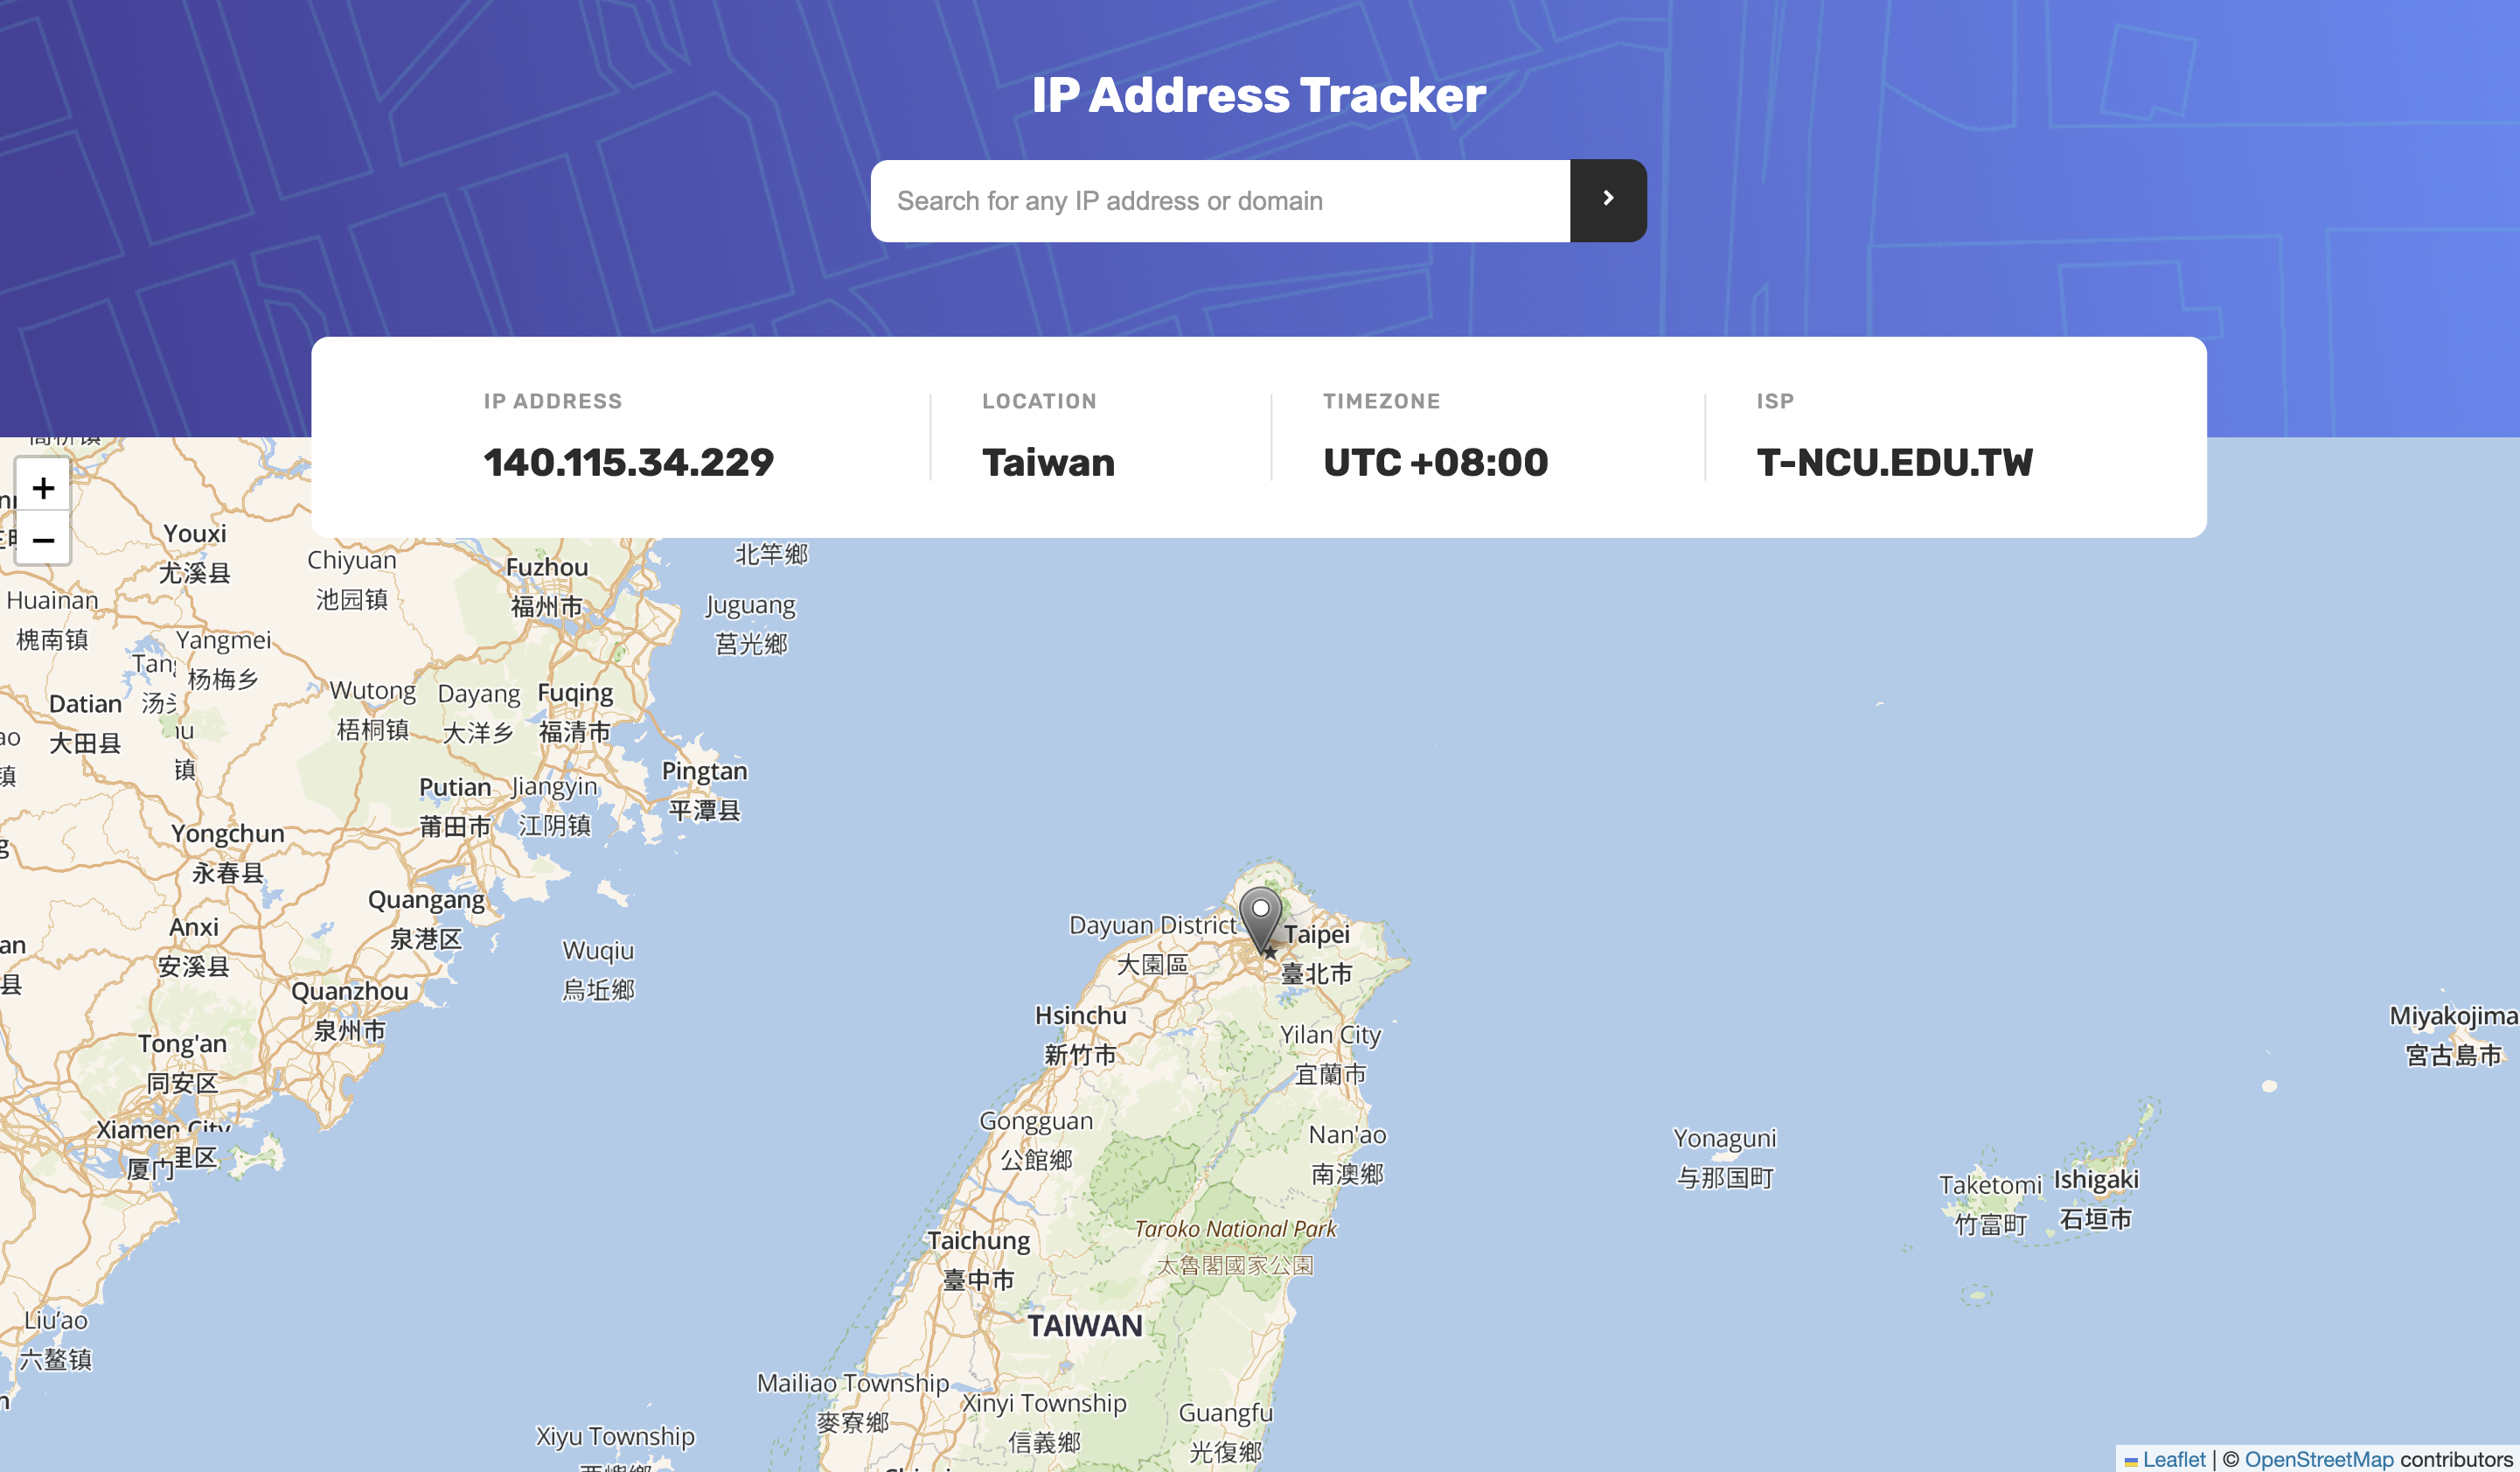 IP Address Tracker
Search for any IP address or domain
IP ADDRESS
140.115.34.229
LOCATION
Taiwan
TIMEZONE
UTC +08:00
ISP
T-NCU.EDU.TW
+
−
Youxi
尤溪县
Chiyuan
池园镇
Fuzhou
福州市
北竿鄉
Juguang
莒光鄉
Huainan
槐南镇
Yangmei
杨梅乡
Datian
大田县
Wutong
梧桐镇
Dayang
大洋乡
Fuqing
福清市
Pingtan
平潭县
Putian
莆田市
Jiangyin
江阴镇
Yongchun
永春县
Quangang
泉港区
Anxi
安溪县
Wuqiu
烏坵鄉
Quanzhou
泉州市
Tong'an
同安区
Xiamen City
厦门
里区
Liu'ao
六鳌镇
Dayuan District
大園區
Taipei
臺北市
Hsinchu
新竹市
Yilan City
宜蘭市
Gongguan
公館鄉
Nan'ao
南澳鄉
Taroko National Park
太魯閣國家公園
Taichung
臺中市
TAIWAN
Mailiao Township
麥寮鄉
Xinyi Township
信義鄉
Guangfu
光復鄉
Xiyu Township
Yonaguni
与那国町
Taketomi
竹富町
Ishigaki
石垣市
Miyakojima
宮古島市
Leaflet | © OpenStreetMap contributors